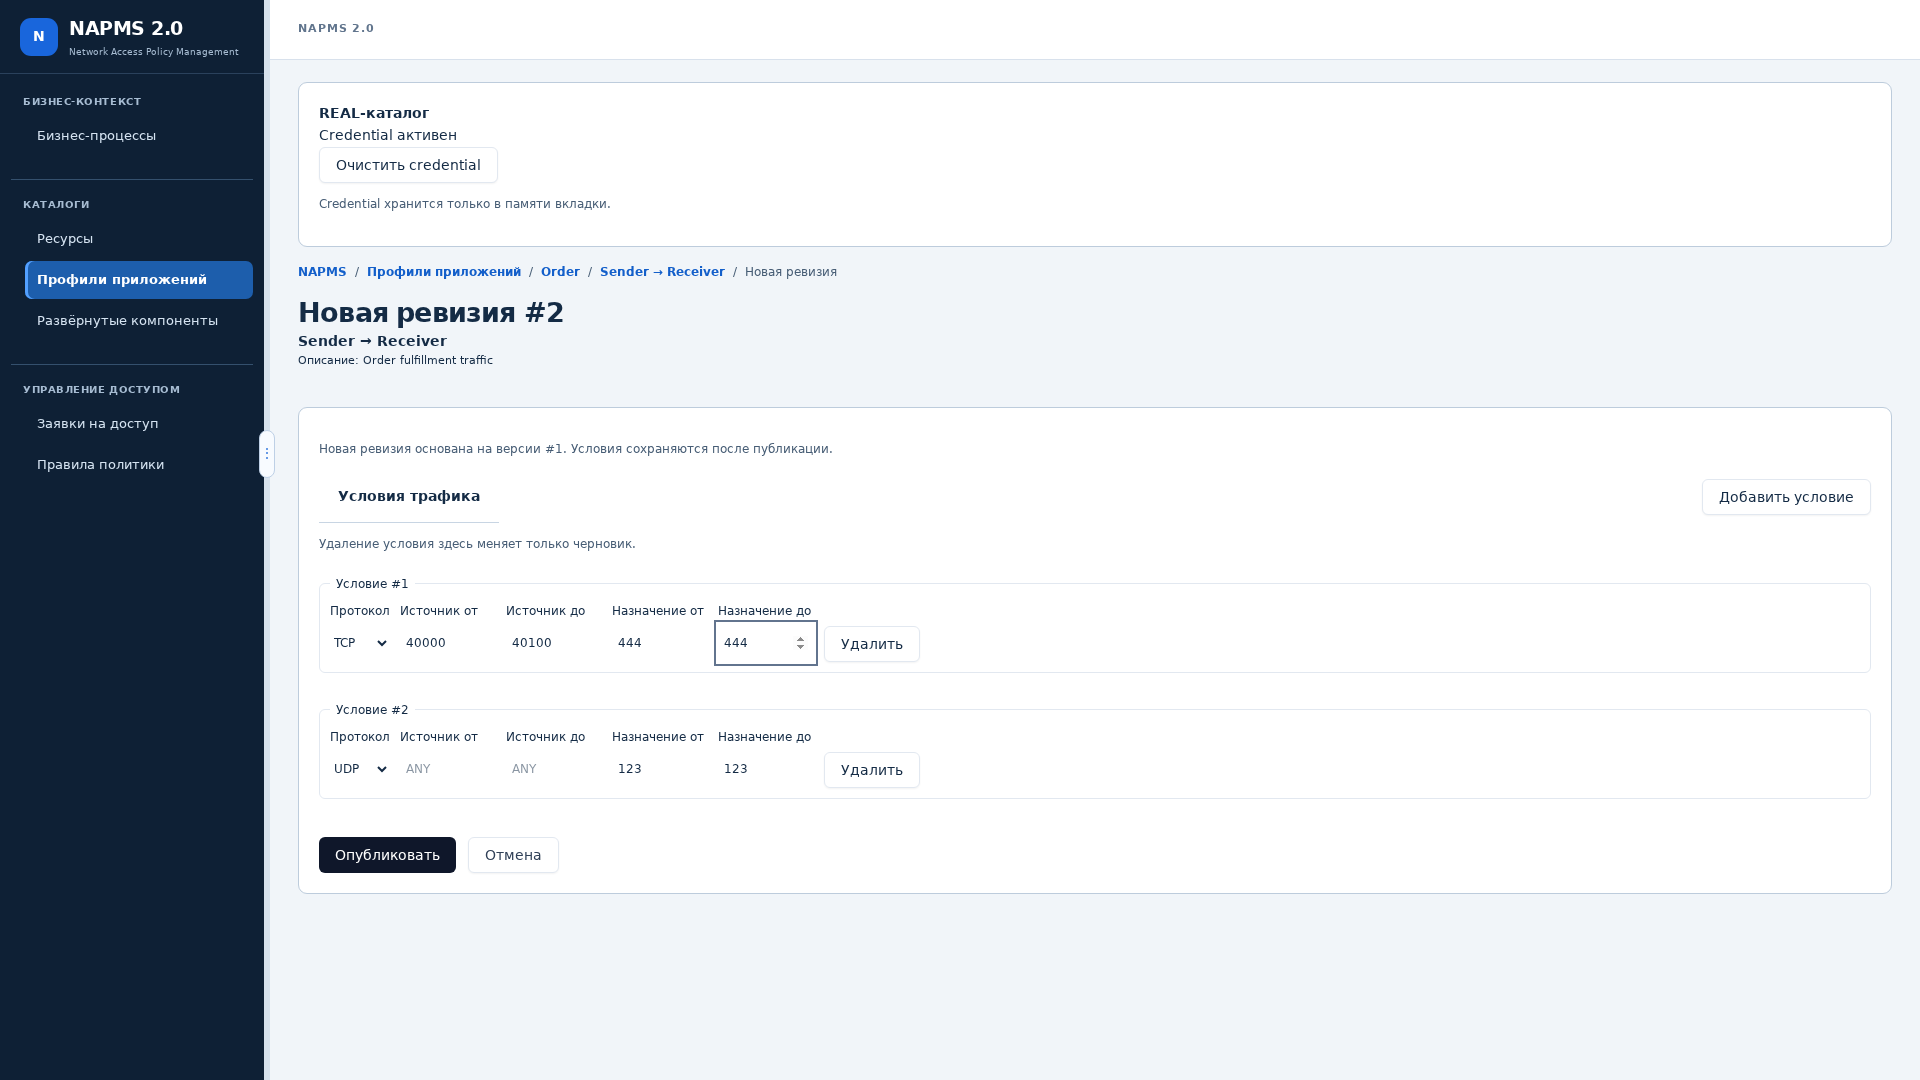 N
NAPMS 2.0
Network Access Policy Management
БИЗНЕС-КОНТЕКСТ
Бизнес-процессы
КАТАЛОГИ
Ресурсы
Профили приложений
Развёрнутые компоненты
УПРАВЛЕНИЕ ДОСТУПОМ
Заявки на доступ
Правила политики
NAPMS 2.0
REAL-каталог
Credential активен
Очистить credential
Credential хранится только в памяти вкладки.
NAPMS / Профили приложений / Order / Sender → Receiver / Новая ревизия
Новая ревизия #2
Sender → Receiver
Описание: Order fulfillment traffic
Новая ревизия основана на версии #1. Условия сохраняются после публикации.
Условия трафика
Добавить условие
Удаление условия здесь меняет только черновик.
Условие #1
Протокол Источник от Источник до Назначение от Назначение до
TCP 40000 40100 444 444 Удалить
Условие #2
Протокол Источник от Источник до Назначение от Назначение до
UDP ANY ANY 123 123 Удалить
Опубликовать Отмена